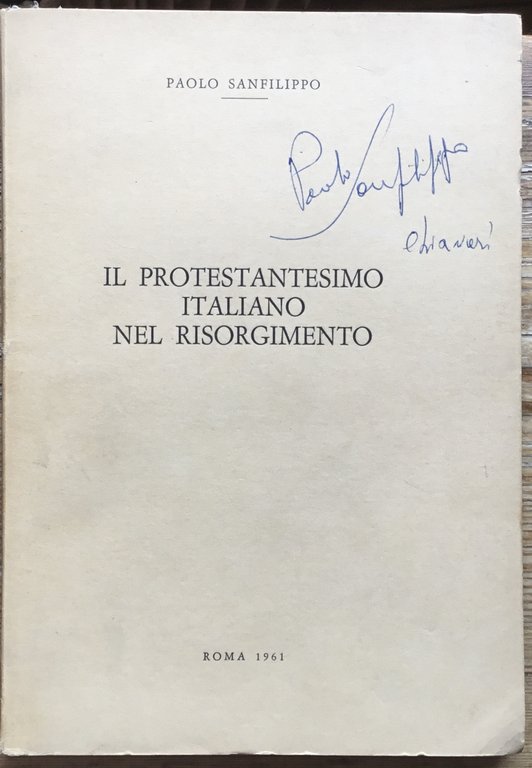 PAOLO SANFILIPPO
Paolo Sanfilippo
Chiavari
IL PROTESTANTESIMO
ITALIANO
NEL RISORGIMENTO
ROMA 1961